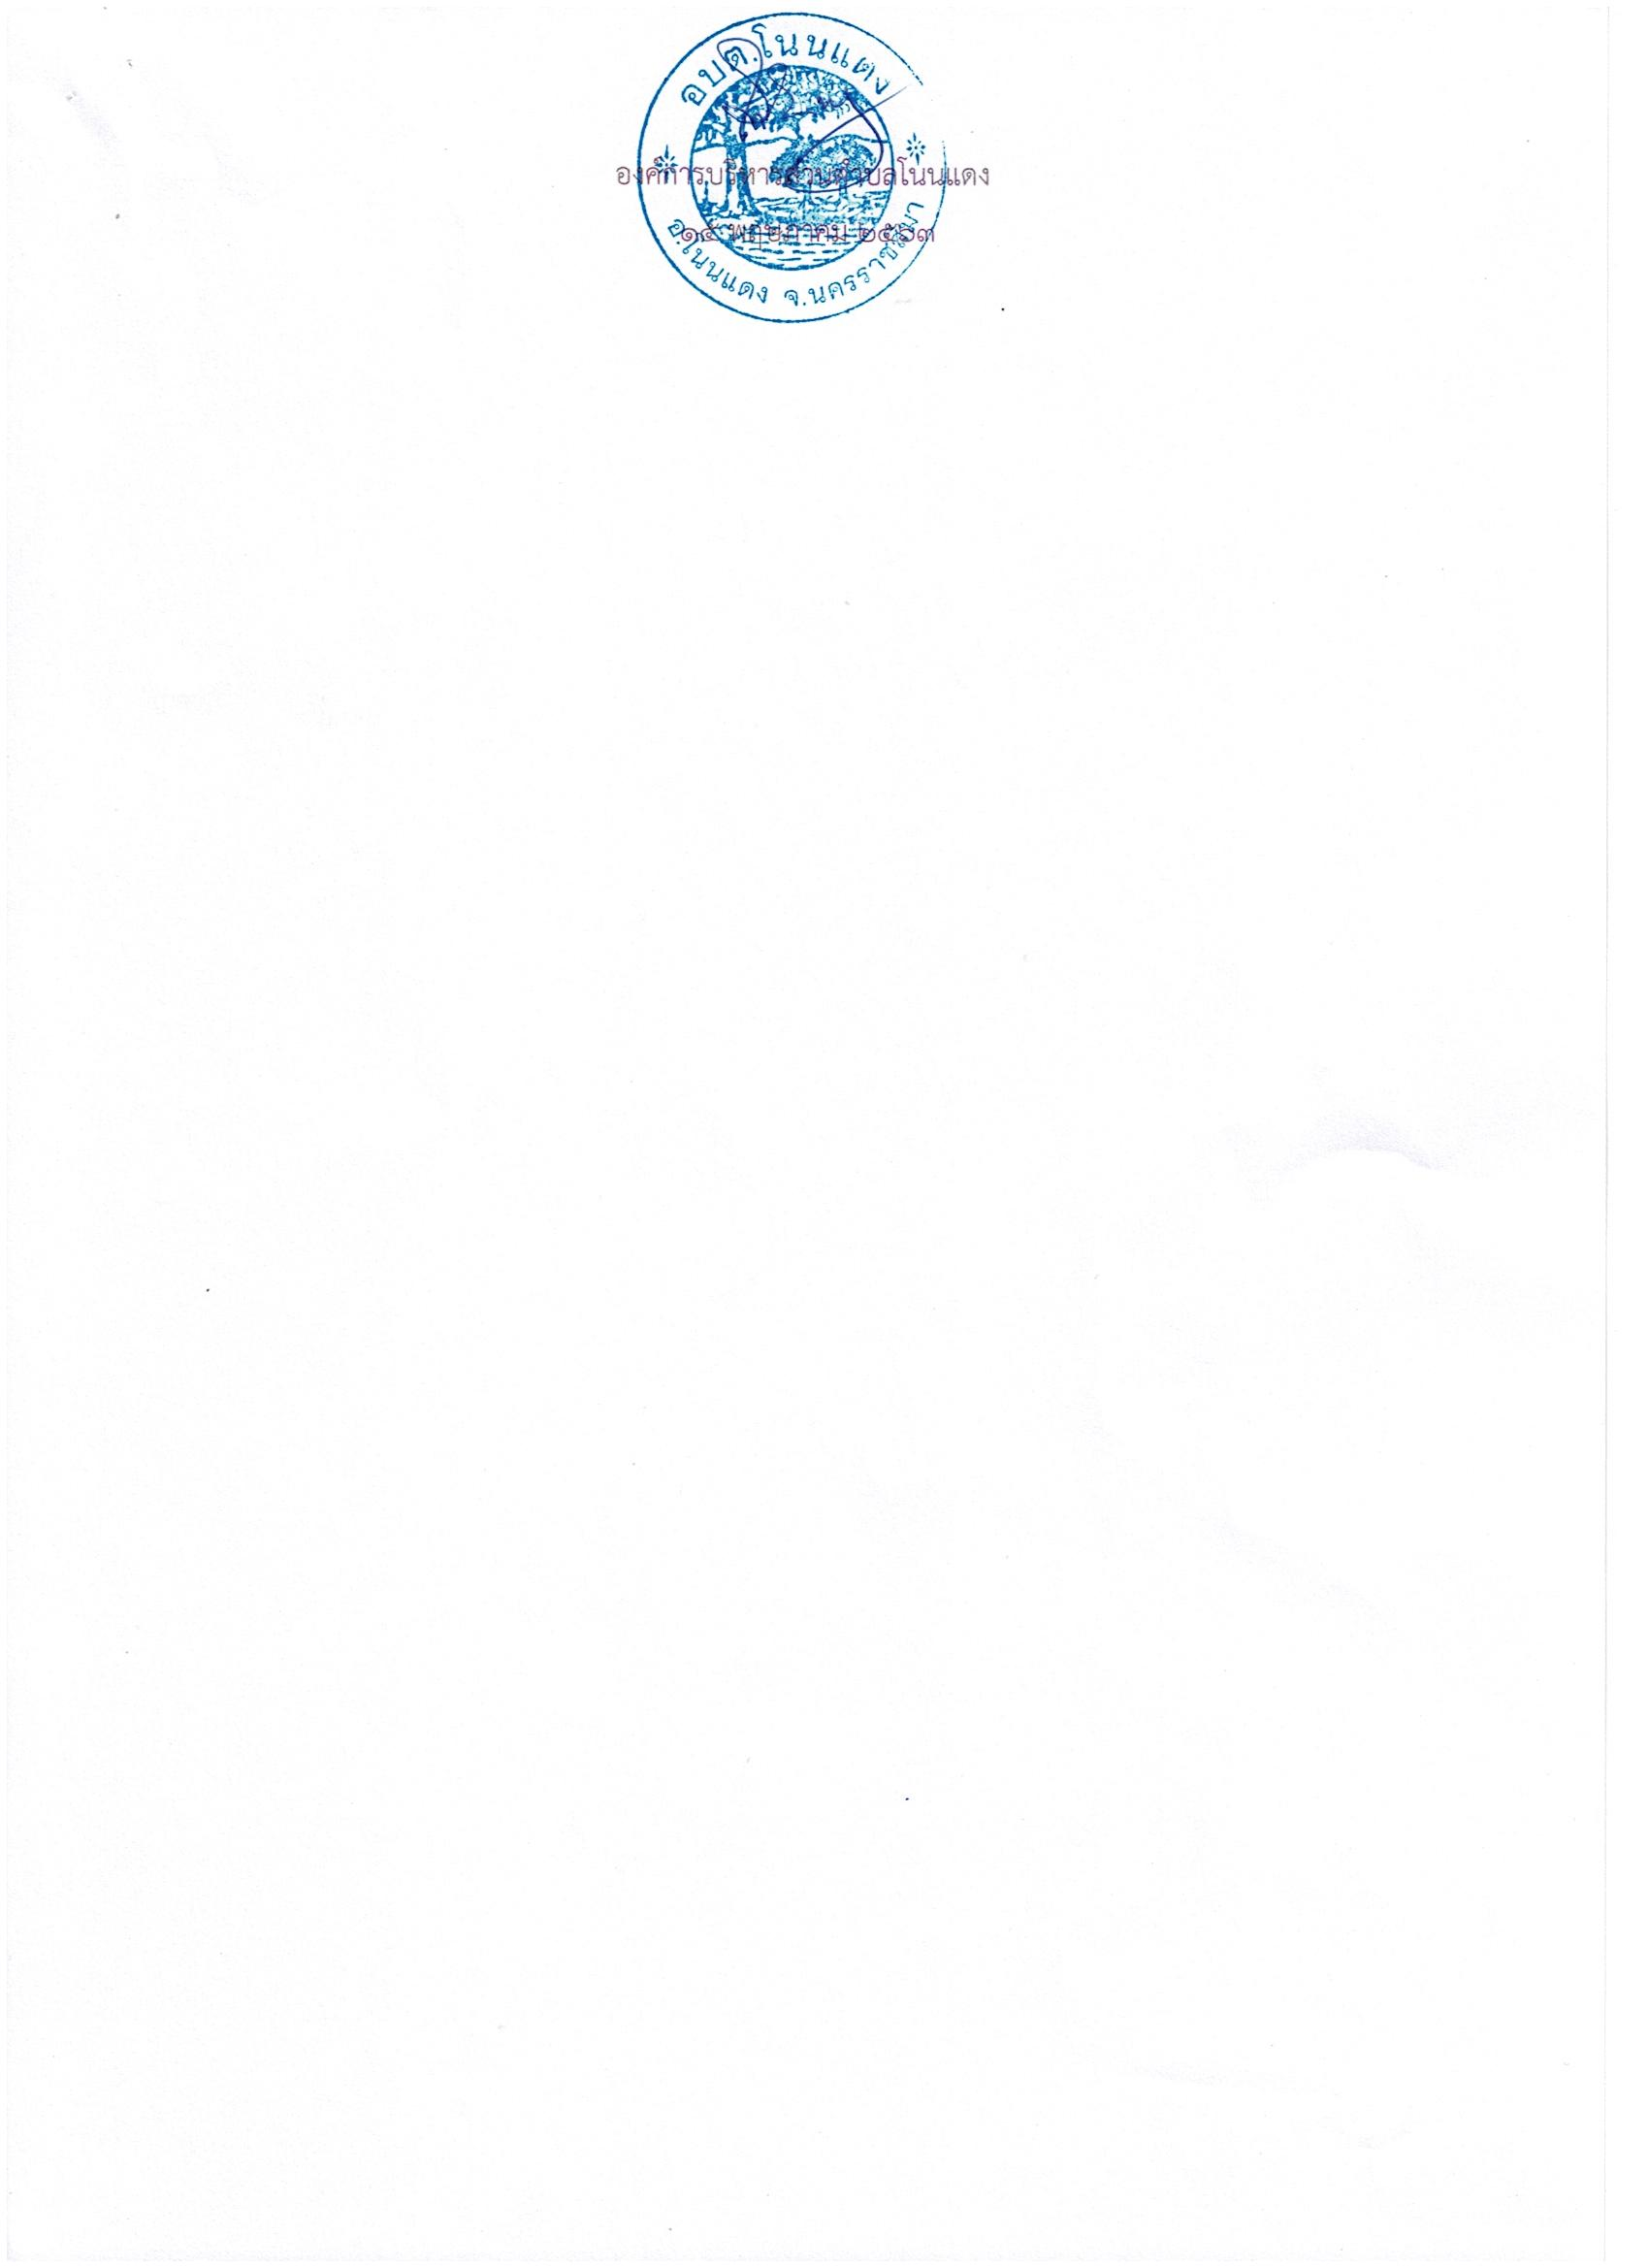 อบต.โนนแดง
องค์การบริหารส่วนตำบลโนนแดง
๑๕ พฤษภาคม ๒๕๖๓
อ.โนนแดง จ.นครราชสีมา